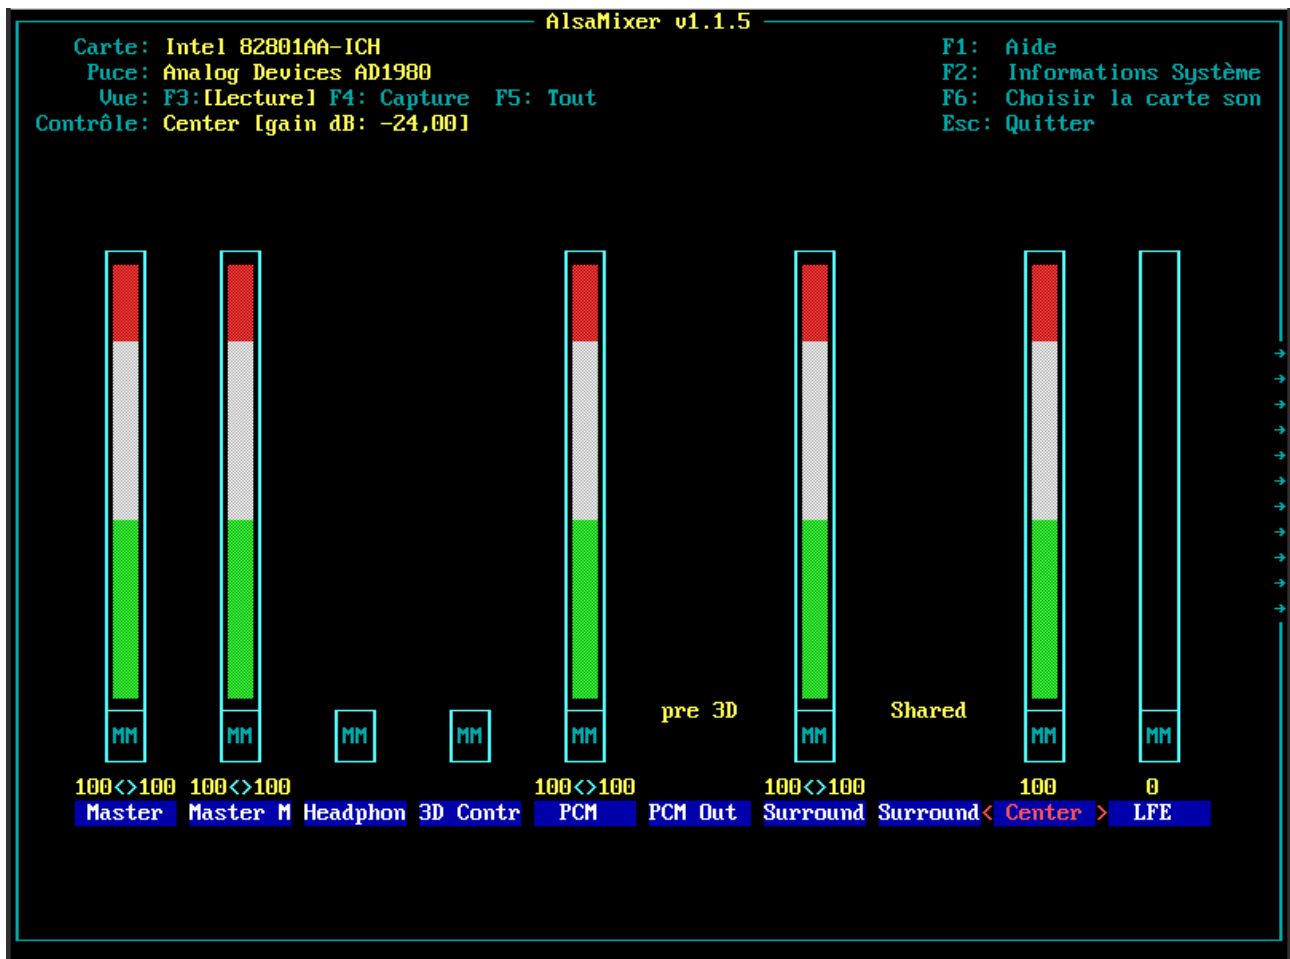 AlsaMixer v1.1.5
Carte: Intel 82801AA-ICH F1: Aide
Puce: Analog Devices AD1980 F2: Informations Système
Vue: F3:[Lecture] F4: Capture F5: Tout F6: Choisir la carte son
Contrôle: Center [gain dB: -24,00] Esc: Quitter
pre 3D Shared
MM MM MM MM MM MM MM MM
100<>100 100<>100 100<>100 100<>100 100 0
Master Master M Headphon 3D Contr PCM PCM Out Surround Surround < Center > LFE